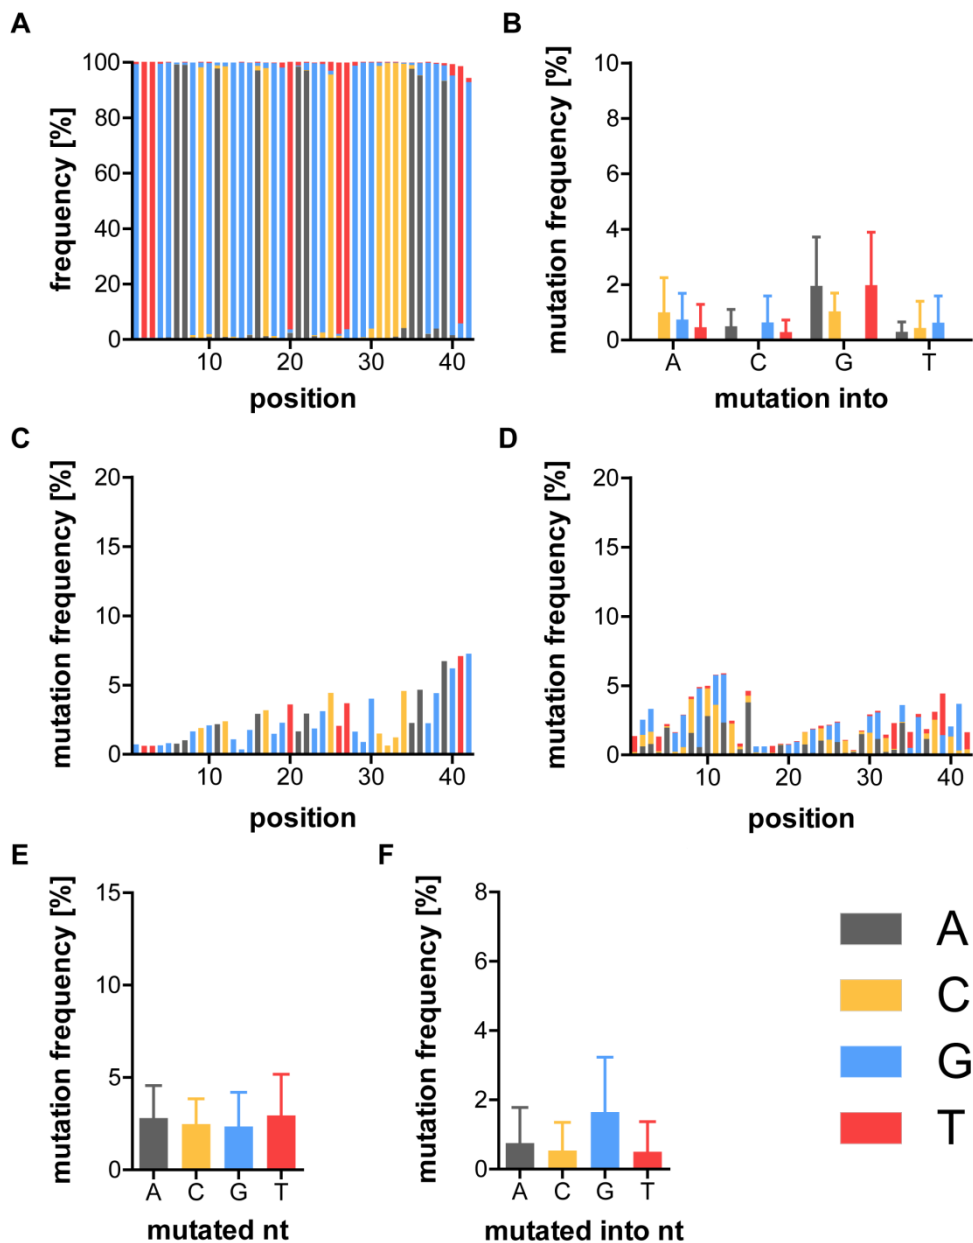 A
B
frequency [%]
100
80
60
40
20
0
10
20
30
40
position
mutation frequency [%]
10
8
6
4
2
0
A
C
G
T
mutation into
C
D
mutation frequency [%]
20
15
10
5
0
10
20
30
40
position
mutation frequency [%]
20
15
10
5
0
10
20
30
40
position
E
F
mutation frequency [%]
15
10
5
0
A
C
G
T
mutated nt
mutation frequency [%]
8
6
4
2
0
A
C
G
T
mutated into nt
A
C
G
T